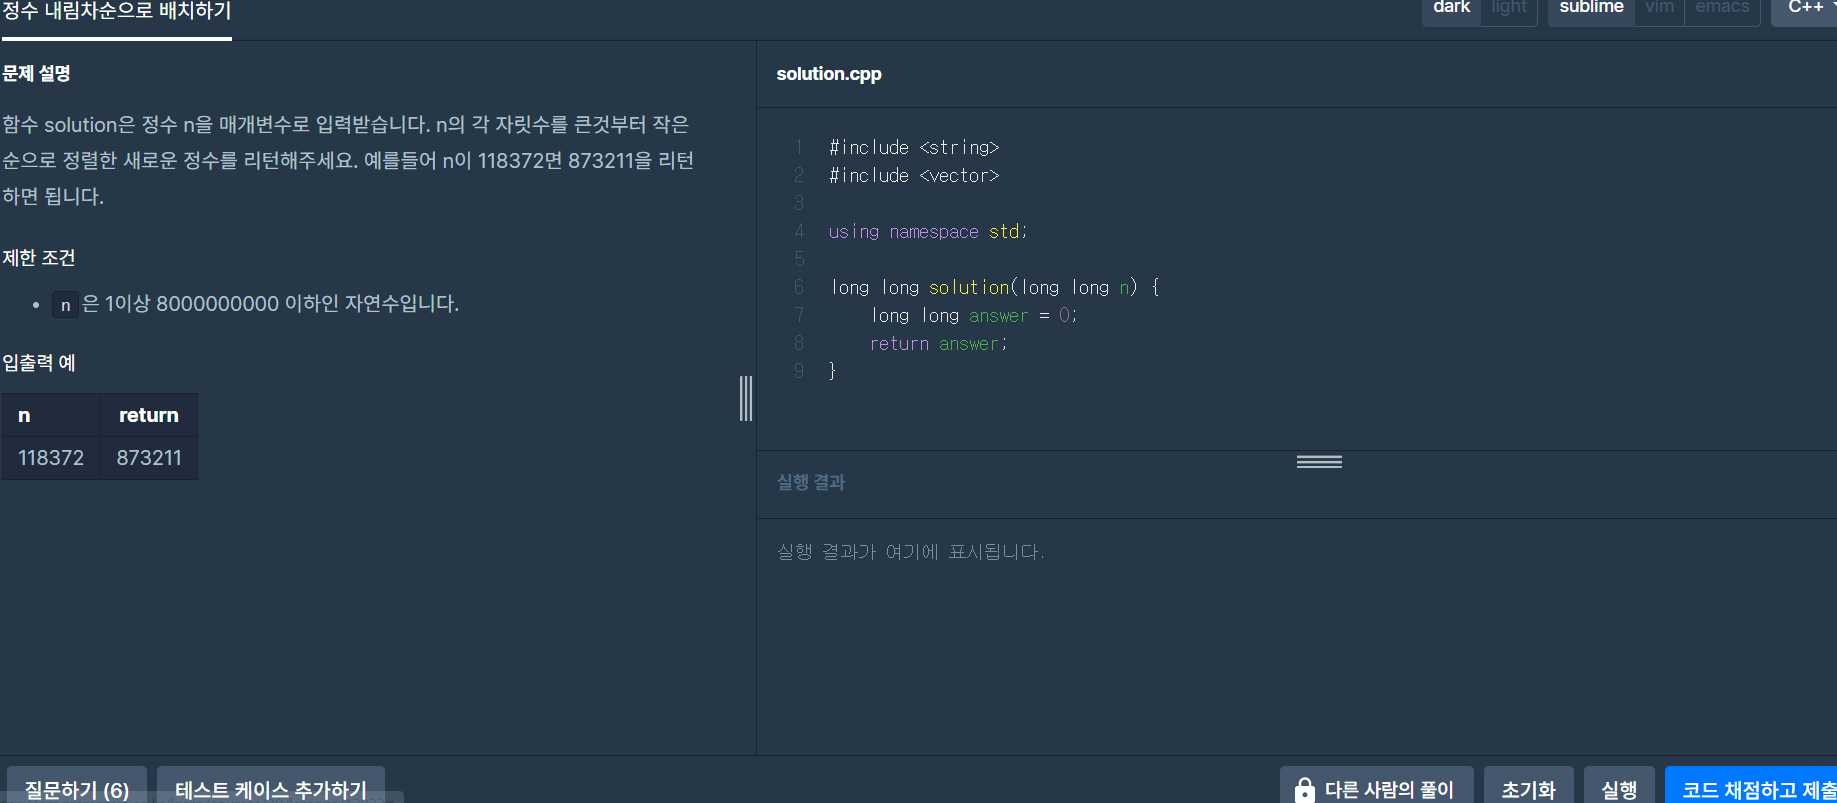 정수 내림차순으로 배치하기
dark light sublime vim emacs C++
문제 설명
함수 solution은 정수 n을 매개변수로 입력받습니다. n의 각 자릿수를 큰것부터 작은
순으로 정렬한 새로운 정수를 리턴해주세요. 예를들어 n이 118372면 873211을 리턴
하면 됩니다.
제한 조건
• n 은 1이상 8000000000 이하인 자연수입니다.
입출력 예
n return
118372 873211
solution.cpp
1 #include <string>
2 #include <vector>
3
4 using namespace std;
5
6 long long solution(long long n) {
7     long long answer = 0;
8     return answer;
9 }
실행 결과
실행 결과가 여기에 표시됩니다.
질문하기 (6) 테스트 케이스 추가하기 다른 사람의 풀이 초기화 실행 코드 채점하고 제출